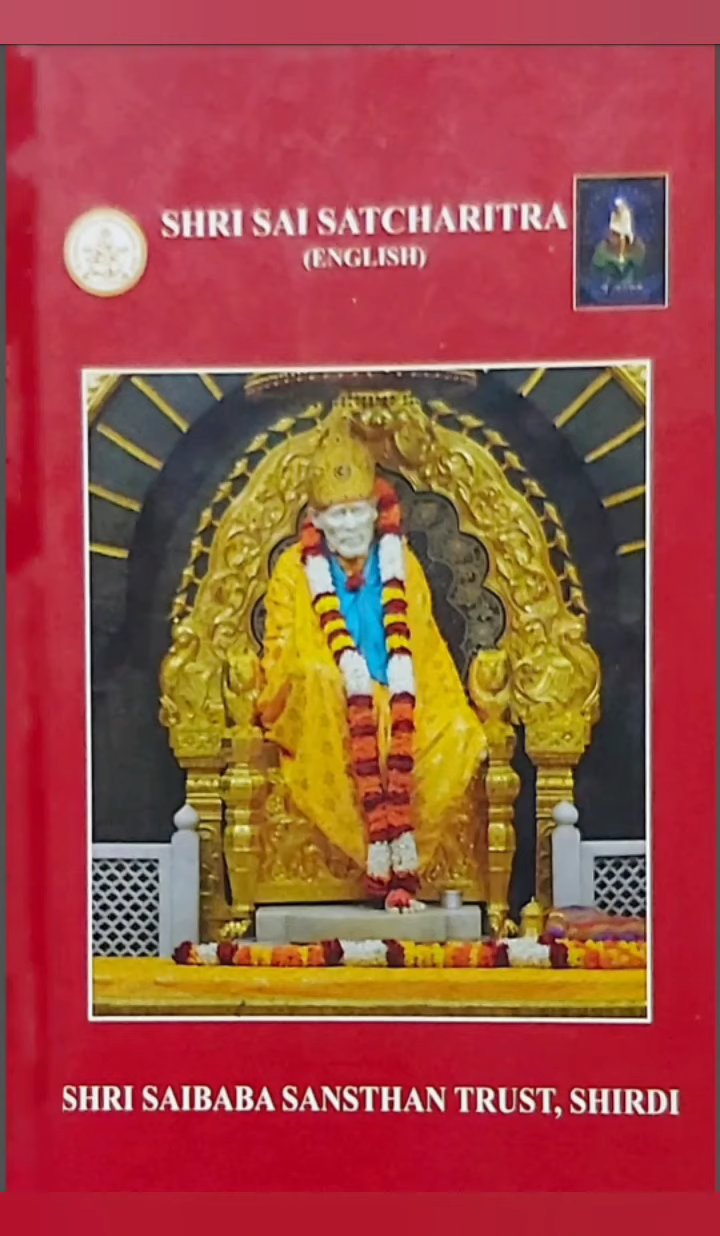 SHRI SAI SATCHARITRA
(ENGLISH)
SHRI SAIBABA SANSTHAN TRUST, SHIRDI